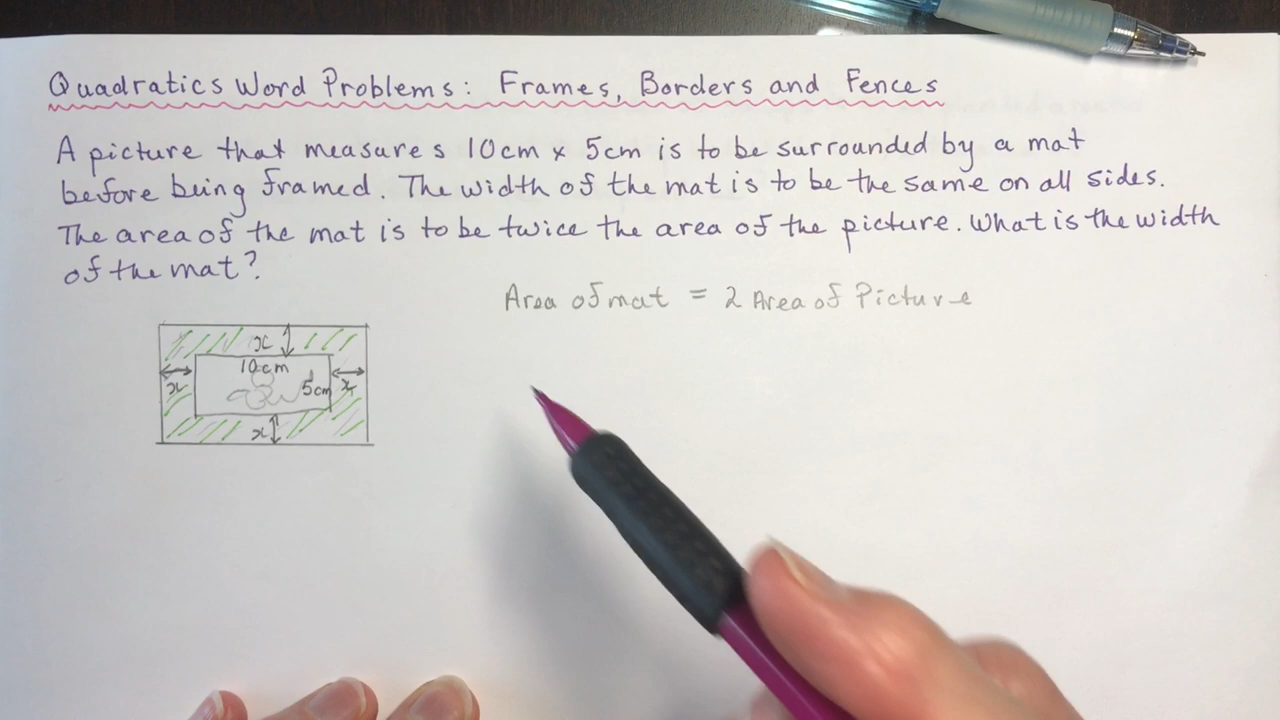 Quadratics Word Problems: Frames, Borders and Fences
A picture that measures 10cm x 5cm is to be surrounded by a mat
before being framed. The width of the mat is to be the same on all sides.
The area of the mat is to be twice the area of the picture. What is the width
of the mat?
Area of mat = 2 Area of Picture
x
10cm
x
5cm
x
x